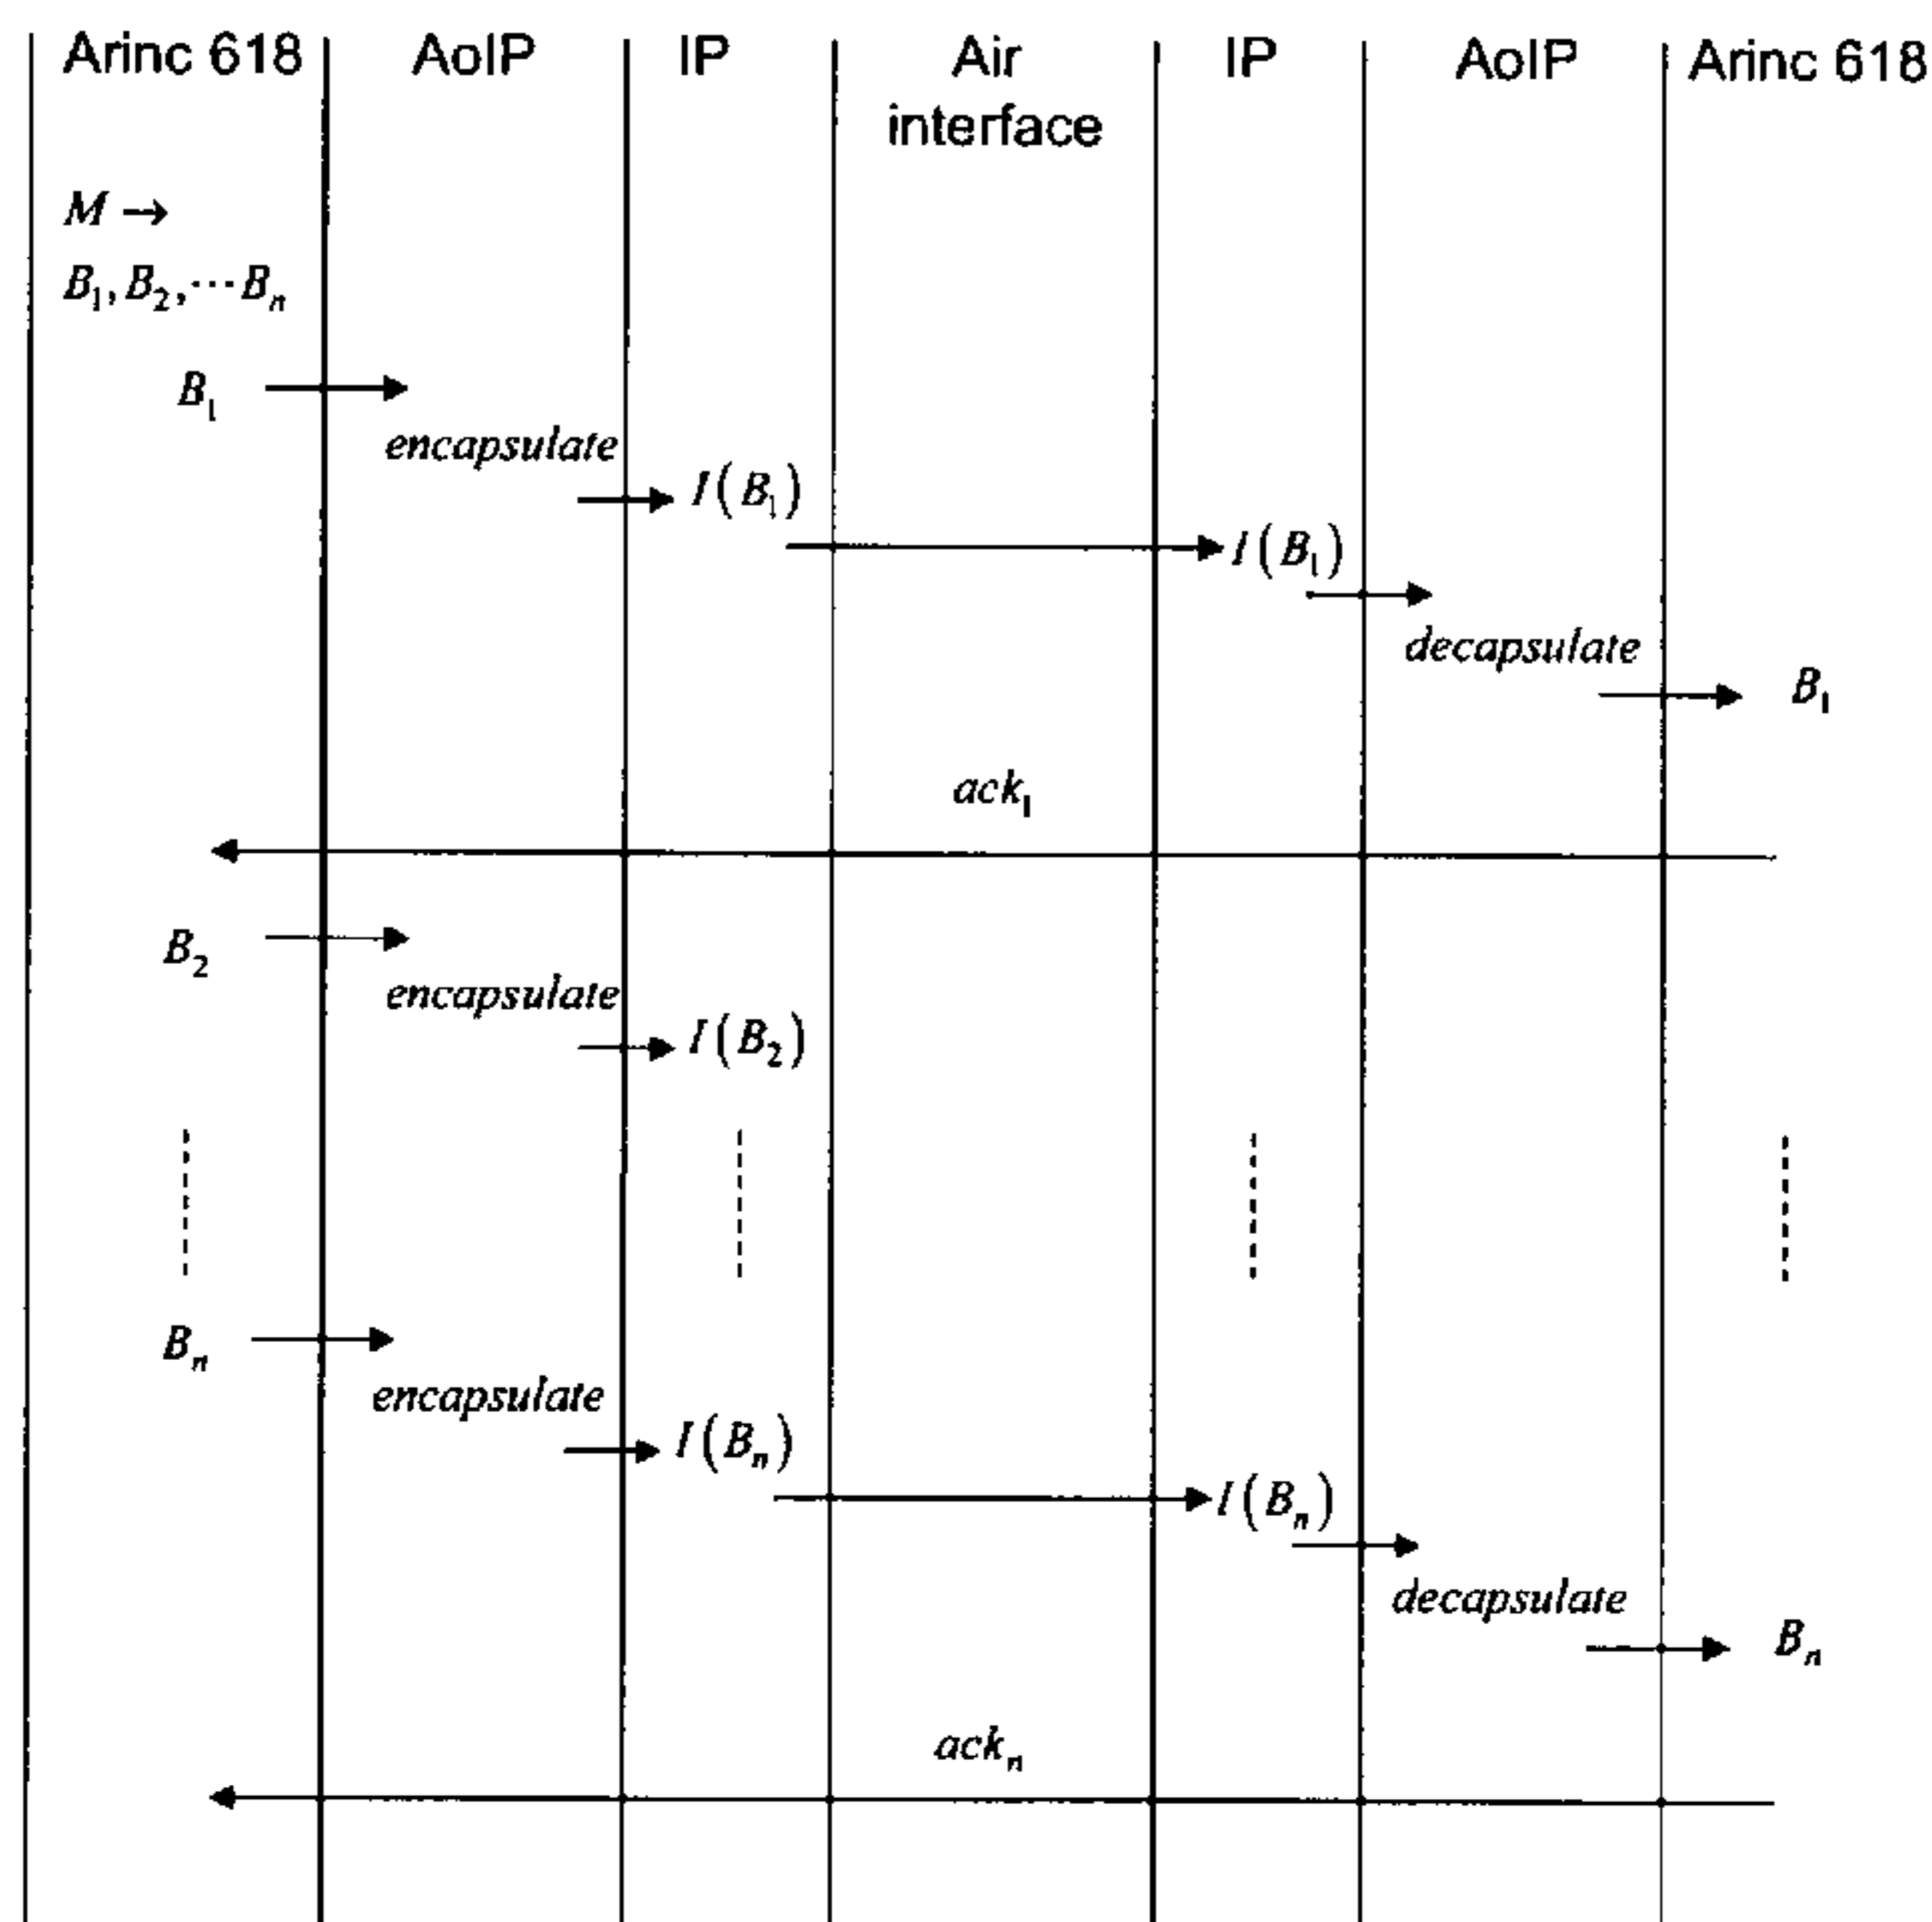 Arinc 618 AoIP IP Air interface IP AoIP Arinc 618
M →
B₁, B₂, ⋯ Bₙ
B₁
encapsulate
I(B₁)
I(B₁)
decapsulate
B₁
ack₁
B₂
encapsulate
I(B₂)
Bₙ
encapsulate
I(Bₙ)
I(Bₙ)
decapsulate
Bₙ
ackₙ